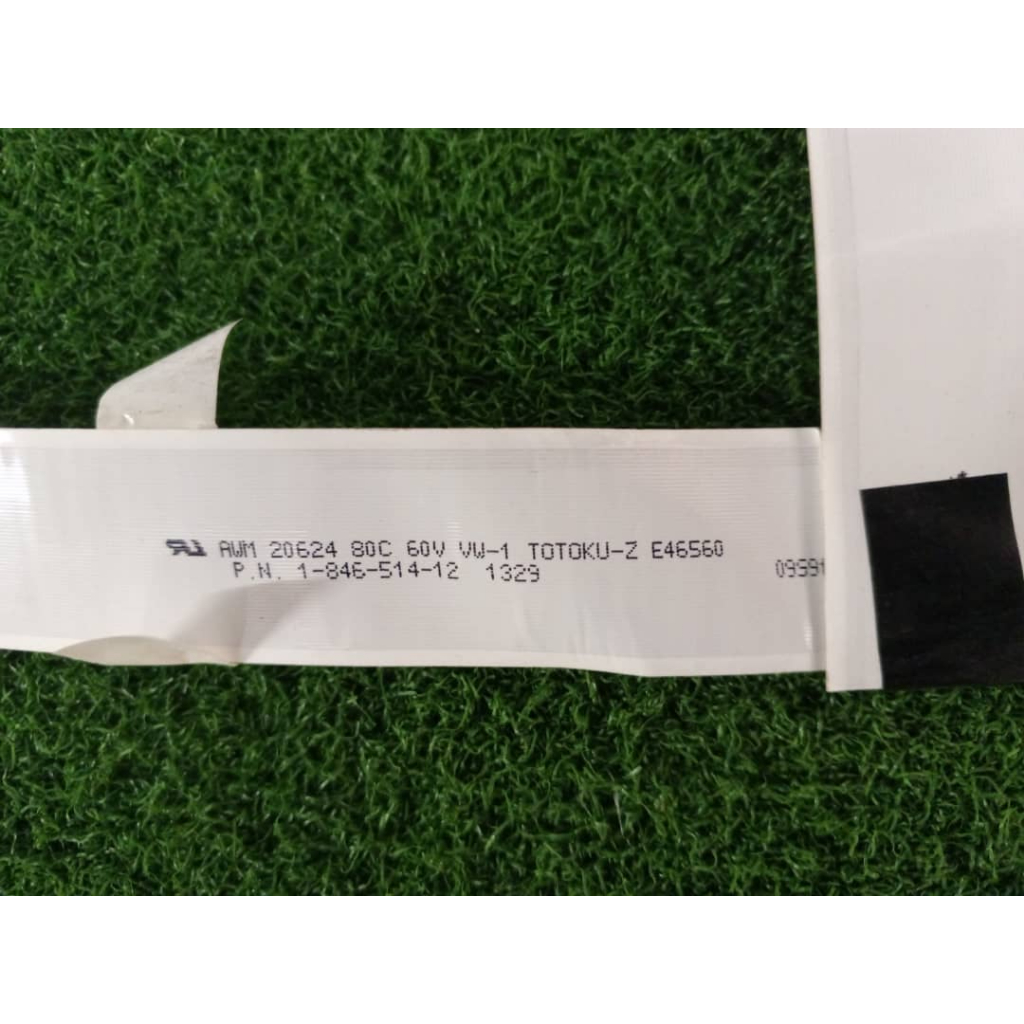 AWM 20624 80C 60V VW-1 TOTOKU-Z E46560
P.N. 1-846-514-12 1329